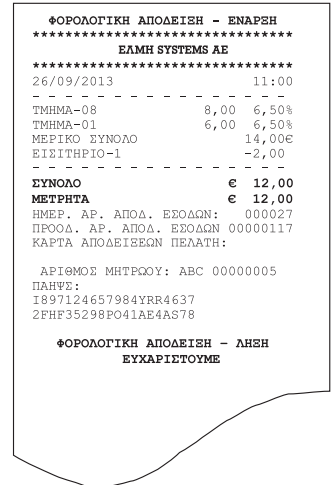 ΦΟΡΟΛΟΓΙΚΗ ΑΠΟΔΕΙΞΗ - ΕΝΑΡΞΗ
*******************************
ΕΛΜΗ SYSTEMS AE
*******************************
26/09/2013 11:00
- - - - - - - - - - - - - - - -
ΤΜΗΜΑ-08 8,00 6,50%
ΤΜΗΜΑ-01 6,00 6,50%
ΜΕΡΙΚΟ ΣΥΝΟΛΟ 14,00€
ΕΙΣΙΤΗΡΙΟ-1 -2,00
- - - - - - - - - - - - - - - -
ΣΥΝΟΛΟ € 12,00
ΜΕΤΡΗΤΑ € 12,00
ΗΜΕΡ. ΑΡ. ΑΠΟΔ. ΕΣΟΔΩΝ: 000027
ΠΡΟΟΔ. ΑΡ. ΑΠΟΔ. ΕΣΟΔΩΝ 00000117
ΚΑΡΤΑ ΑΠΟΔΕΙΞΕΩΝ ΠΕΛΑΤΗ:
ΑΡΙΘΜΟΣ ΜΗΤΡΩΟΥ: ABC 00000005
ΠΑΗΨΣ:
I897124657984YRR4637
2FHF35298PO41AE4AS78
ΦΟΡΟΛΟΓΙΚΗ ΑΠΟΔΕΙΞΗ - ΛΗΞΗ
ΕΥΧΑΡΙΣΤΟΥΜΕ